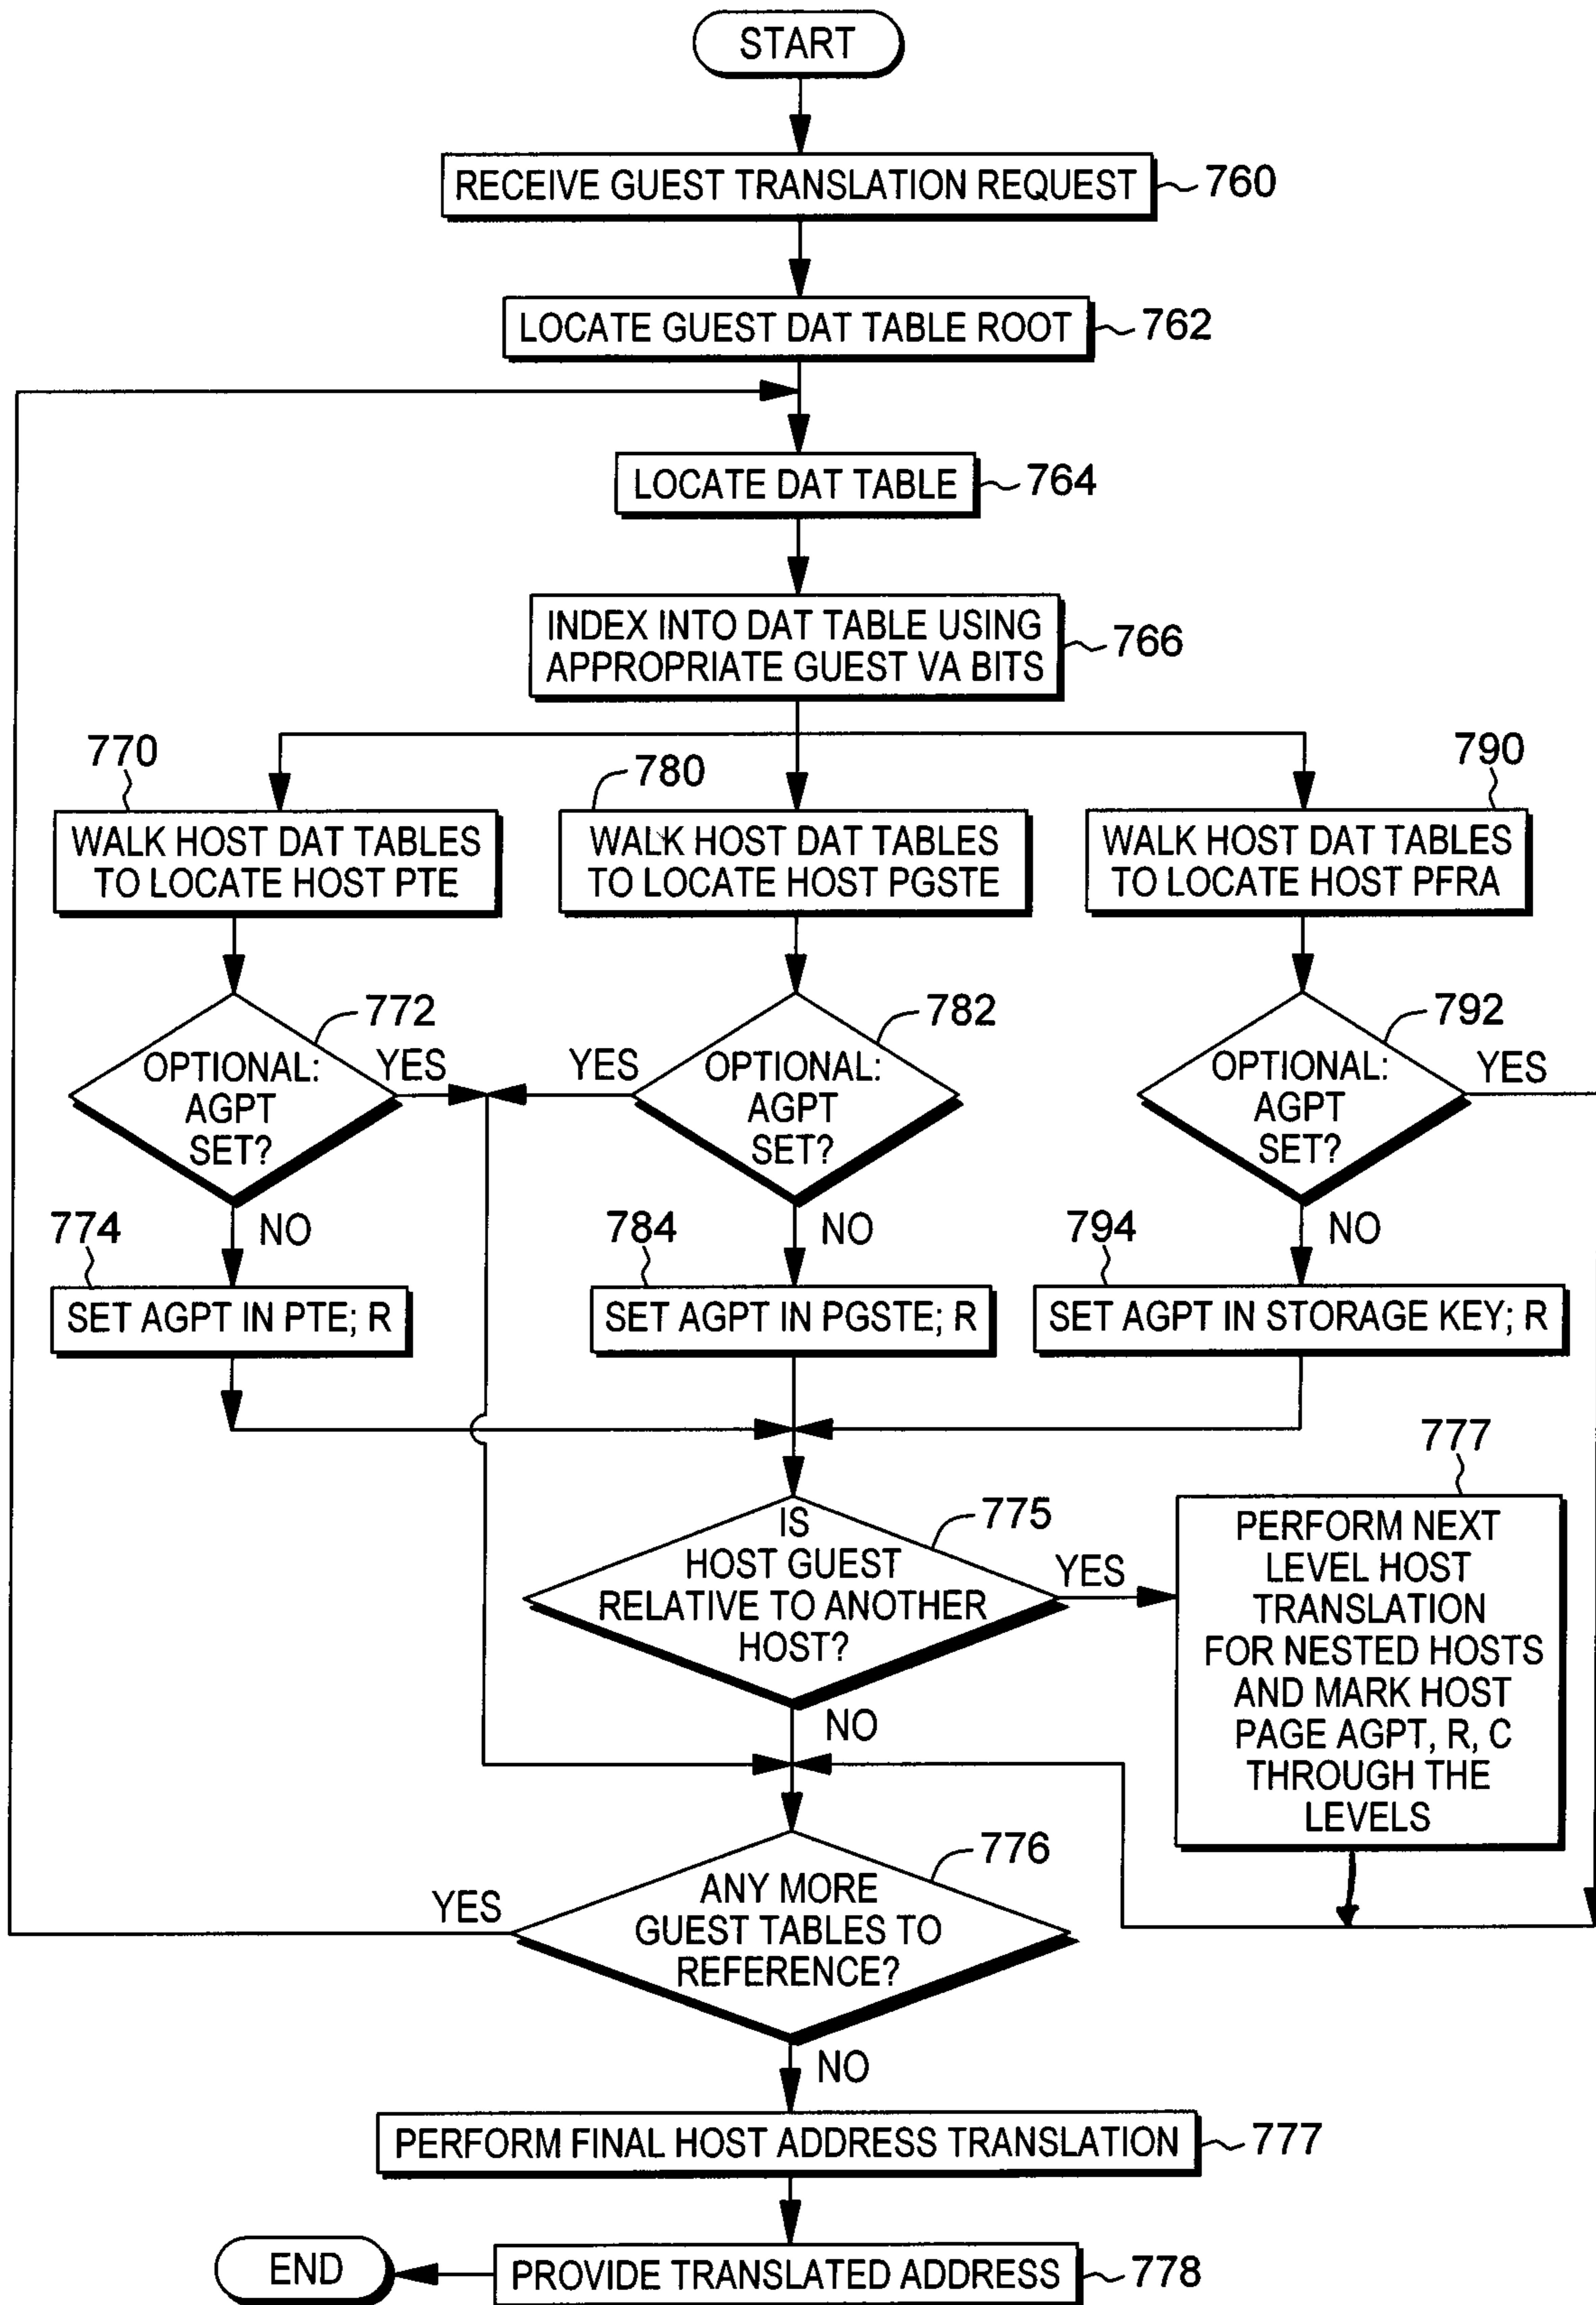 START
RECEIVE GUEST TRANSLATION REQUEST
760
LOCATE GUEST DAT TABLE ROOT
762
LOCATE DAT TABLE
764
INDEX INTO DAT TABLE USING
APPROPRIATE GUEST VA BITS
766
770
WALK HOST DAT TABLES
TO LOCATE HOST PTE
780
WALK HOST DAT TABLES
TO LOCATE HOST PGSTE
790
WALK HOST DAT TABLES
TO LOCATE HOST PFRA
772
OPTIONAL:
AGPT
SET?
YES
782
YES
OPTIONAL:
AGPT
SET?
792
OPTIONAL:
AGPT
SET?
YES
NO
774
SET AGPT IN PTE; R
NO
784
SET AGPT IN PGSTE; R
NO
794
SET AGPT IN STORAGE KEY; R
775
IS
HOST GUEST
RELATIVE TO ANOTHER
HOST?
YES
777
PERFORM NEXT
LEVEL HOST
TRANSLATION
FOR NESTED HOSTS
AND MARK HOST
PAGE AGPT, R, C
THROUGH THE
LEVELS
NO
776
ANY MORE
GUEST TABLES TO
REFERENCE?
YES
NO
PERFORM FINAL HOST ADDRESS TRANSLATION
777
PROVIDE TRANSLATED ADDRESS
778
END